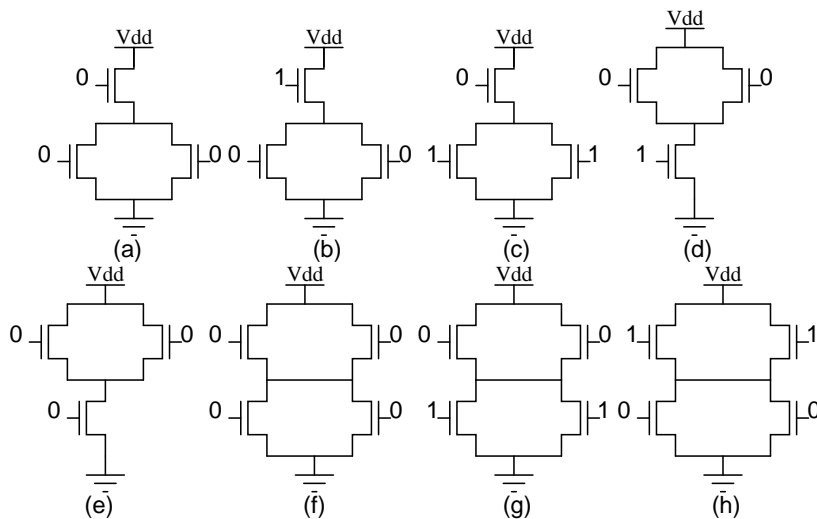 Vdd Vdd Vdd Vdd
0 1 0 0 0
0 0 0 0 1 1 1
(a) (b) (c) (d)
Vdd Vdd Vdd Vdd
0 0 0 0 0 0 1 1
0 0 0 1 1 0 0
(e) (f) (g) (h)